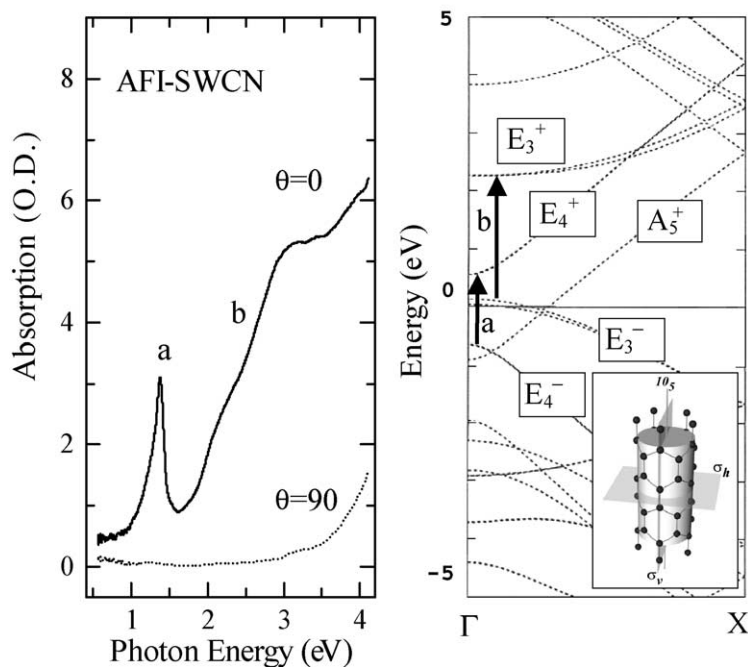 AFI-SWCN
θ=0
a
b
θ=90
8
6
4
2
0
Absorption (O.D.)
1 2 3 4
Photon Energy (eV)
5
0
−5
Energy (eV)
E₃⁺
E₄⁺
A₅⁺
b
a
E₃⁻
E₄⁻
10₅
σₕ
σᵥ
Γ X